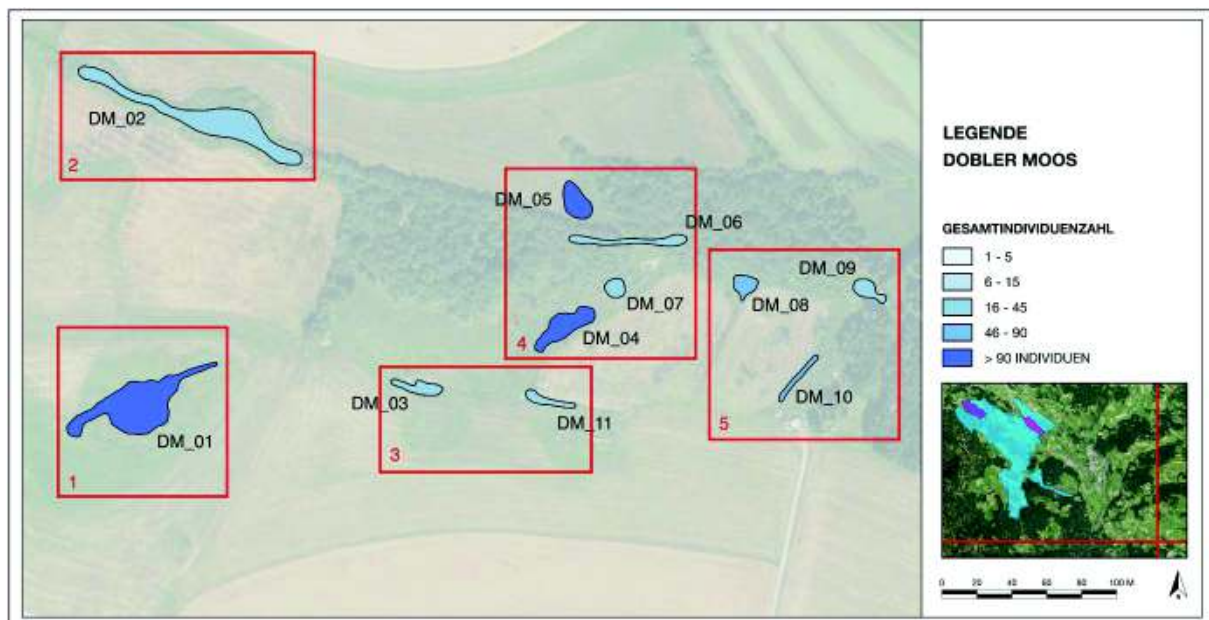 DM_02
2
DM_05
DM_06
DM_07
DM_04
4
DM_09
DM_08
DM_10
5
DM_01
1
DM_03
DM_11
3
LEGENDE
DOBLER MOOS
GESAMTINDIVIDUENZAHL
1 - 5
6 - 15
16 - 45
46 - 90
> 90 INDIVIDUEN
0 20 40 60 80 100 M